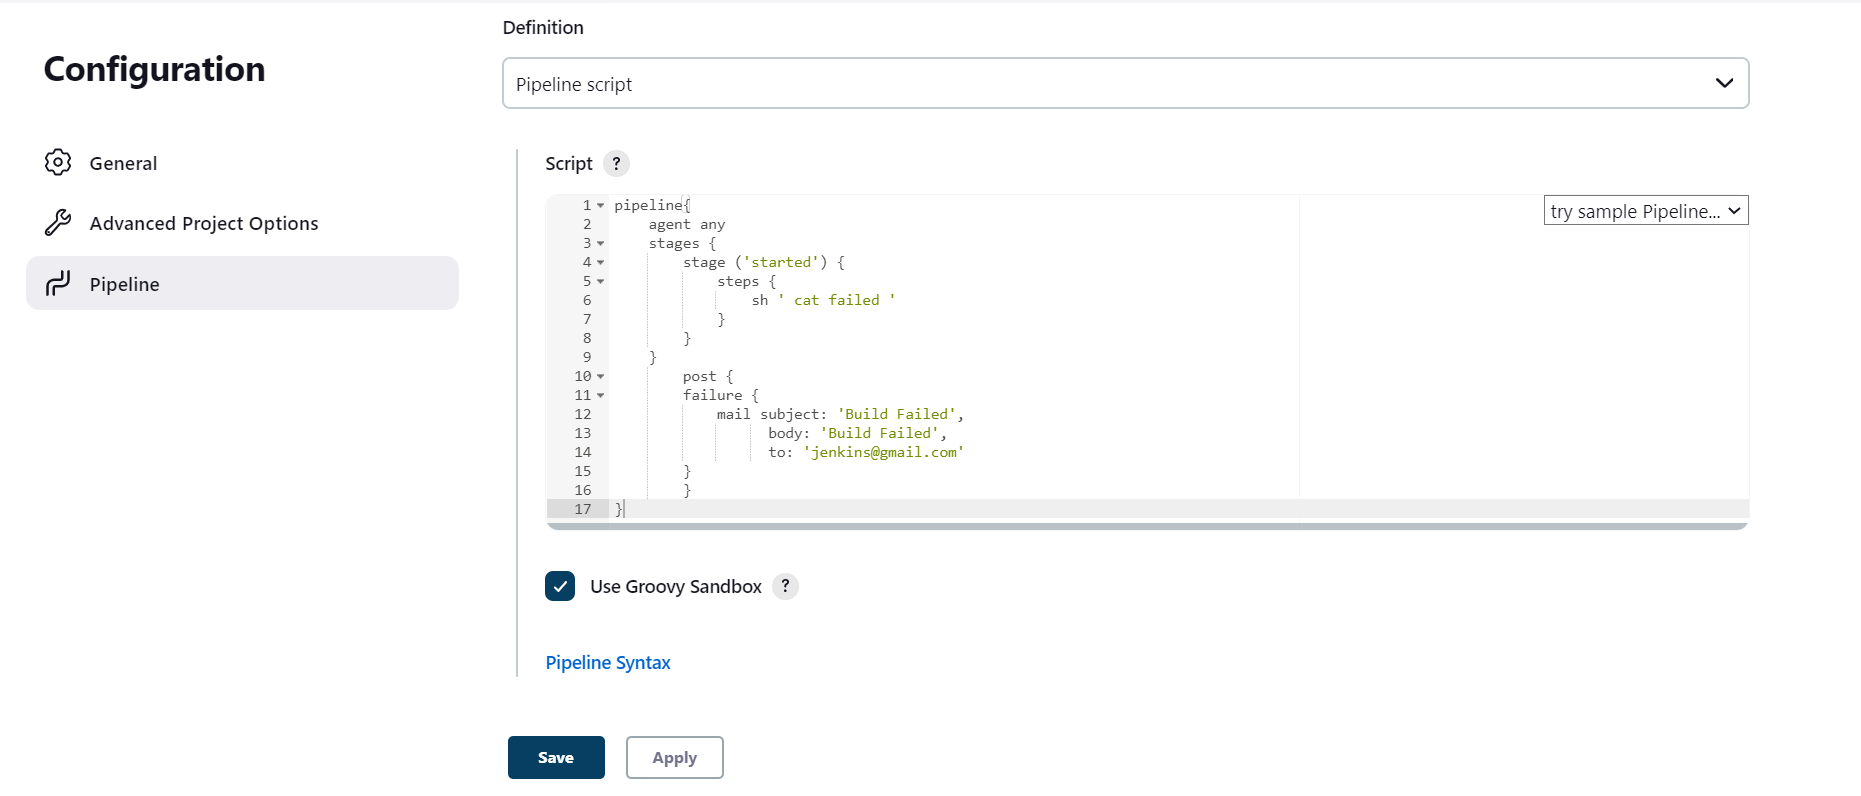 Configuration
General
Advanced Project Options
Pipeline
Definition
Pipeline script
Script ?
try sample Pipeline...
1 pipeline{
2     agent any
3     stages {
4         stage ('started') {
5             steps {
6                 sh ' cat failed '
7             }
8         }
9     }
10         post {
11         failure {
12             mail subject: 'Build Failed',
13                   body: 'Build Failed',
14                   to: 'jenkins@gmail.com'
15         }
16         }
17 }
Use Groovy Sandbox ?
Pipeline Syntax
Save Apply